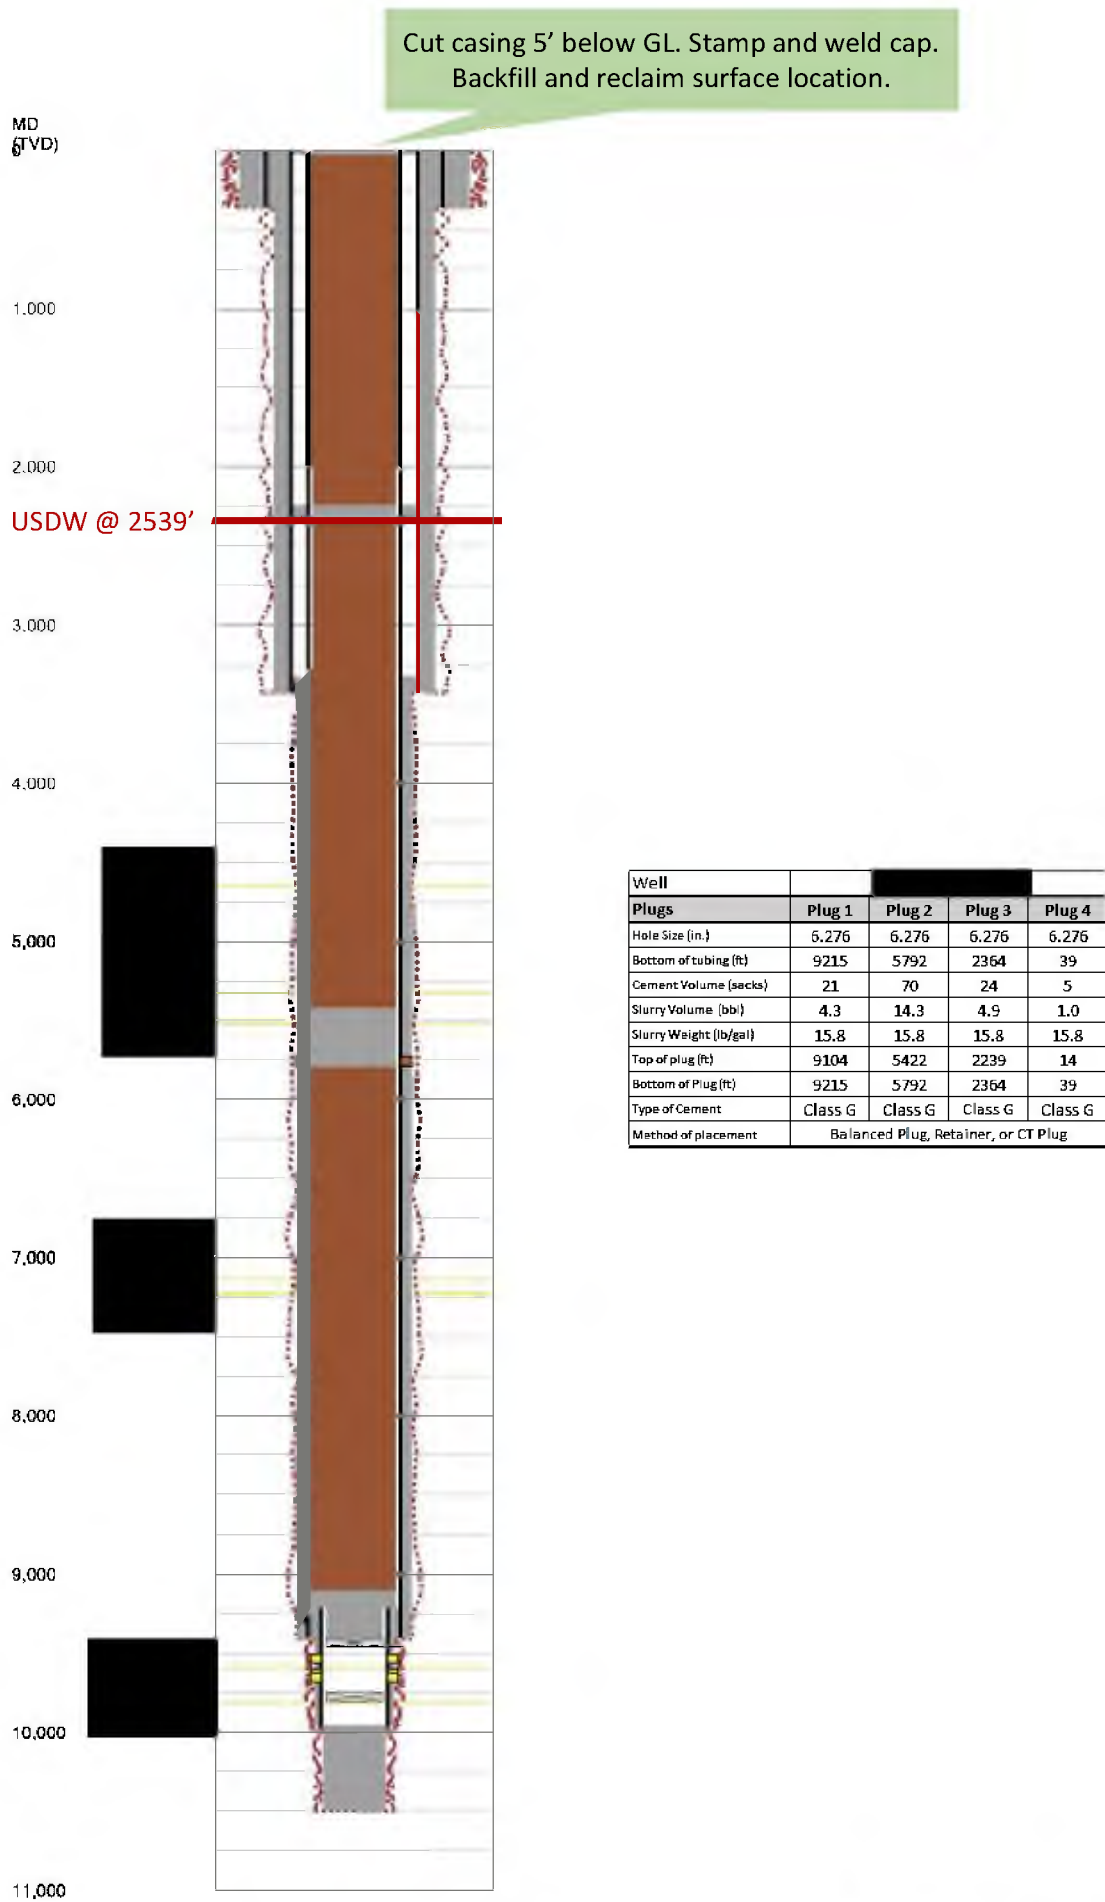 Cut casing 5' below GL. Stamp and weld cap.
Backfill and reclaim surface location.
MD
(TVD)
0
1.000
2.000
USDW @ 2539'
3.000
4.000
5,000
6,000
7,000
8,000
9,000
10,000
11,000
Well
Plugs Plug 1 Plug 2 Plug 3 Plug 4
Hole Size (in.) 6.276 6.276 6.276 6.276
Bottom of tubing (ft) 9215 5792 2364 39
Cement Volume (sacks) 21 70 24 5
Slurry Volume (bbl) 4.3 14.3 4.9 1.0
Slurry Weight (lb/gal) 15.8 15.8 15.8 15.8
Top of plug (ft) 9104 5422 2239 14
Bottom of Plug (ft) 9215 5792 2364 39
Type of Cement Class G Class G Class G Class G
Method of placement Balanced Plug, Retainer, or CT Plug